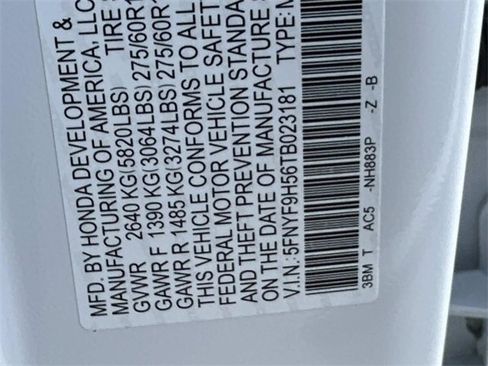 MFD. BY HONDA DEVELOPMENT &
MANUFACTURING OF AMERICA, LLC
GVWR 2640 KG(5820LBS) TIRE
GAWR F 1390 KG(3064LBS) 275/60R
GAWR R 1485 KG(3274LBS) 275/60R
THIS VEHICLE CONFORMS TO ALL
FEDERAL MOTOR VEHICLE SAFET
AND THEFT PREVENTION STANDA
ON THE DATE OF MANUFACTURE
V.I.N.: 5FNYF9H56TB023181 TYPE:M
3BM T AC5 -NH883P -Z -B